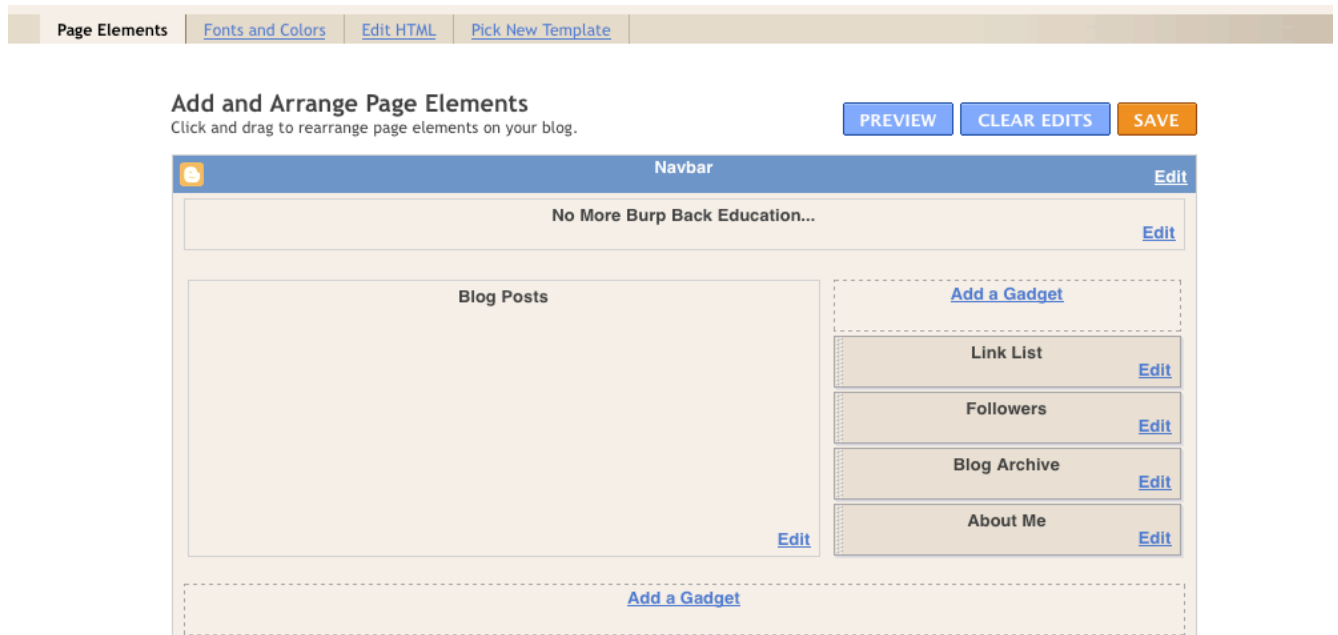 Page Elements Fonts and Colors Edit HTML Pick New Template
Add and Arrange Page Elements
Click and drag to rearrange page elements on your blog.
PREVIEW CLEAR EDITS SAVE
Navbar
Edit
No More Burp Back Education...
Edit
Blog Posts
Edit
Add a Gadget
Link List
Edit
Followers
Edit
Blog Archive
Edit
About Me
Edit
Add a Gadget